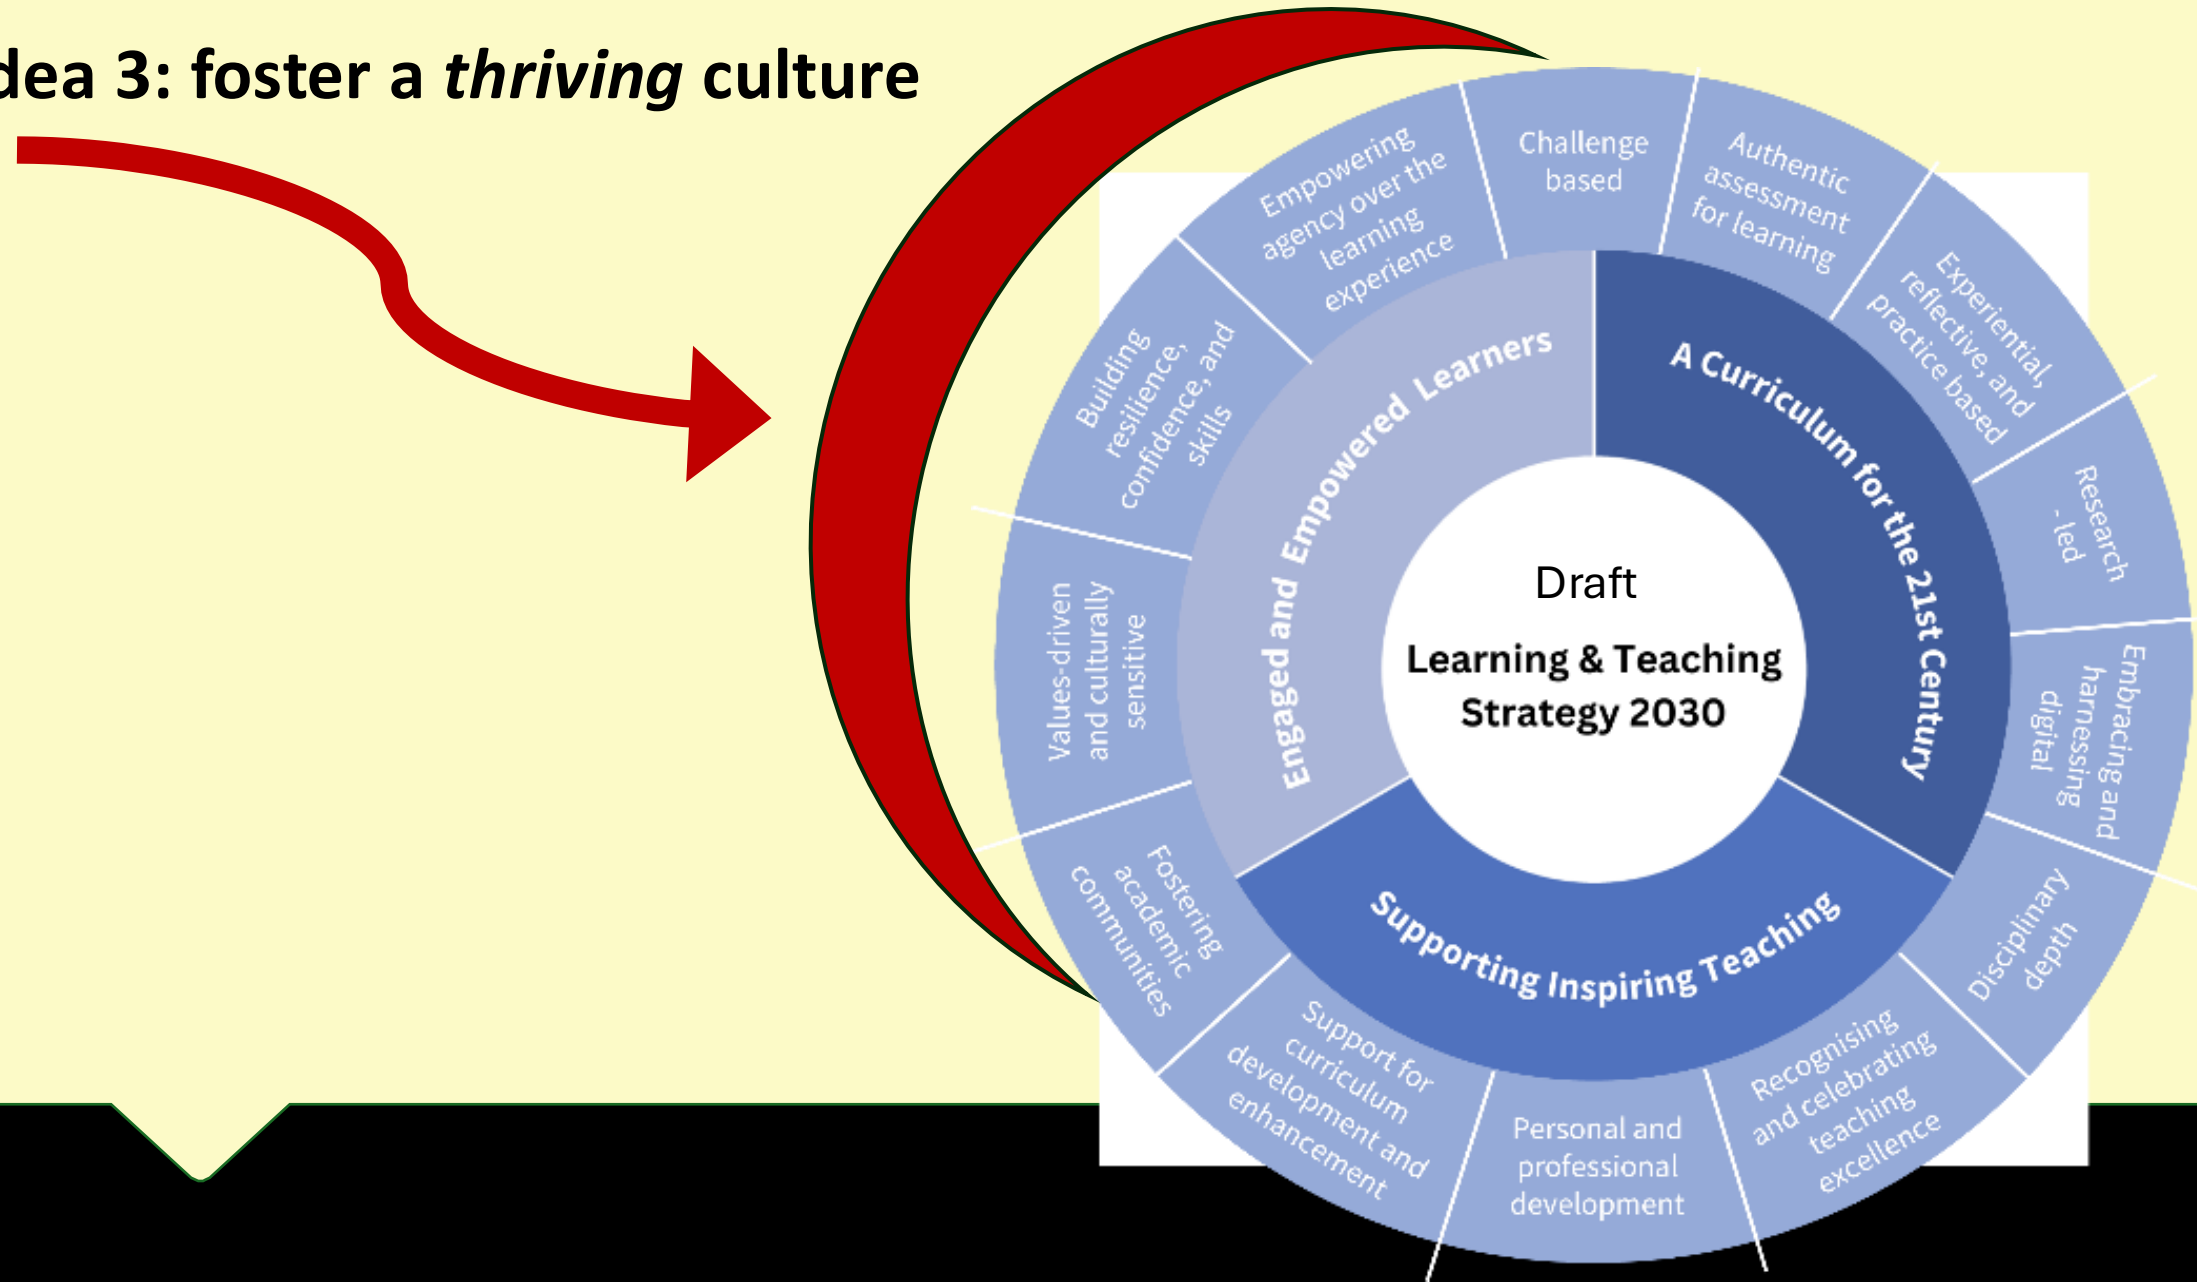 dea 3: foster a thriving culture
Challenge
based
Authentic
assessment
for learning
Experiential,
reflective, and
practice based
Research
- led
Embracing and
harnessing
digital
Disciplinary
depth
Recognising
and celebrating
teaching
excellence
Personal and
professional
development
Support for
curriculum
development and
enhancement
Fostering
academic
communities
Values-driven
and culturally
sensitive
Building
resilience,
confidence, and
skills
Empowering
agency over the
learning
experience
Engaged and Empowered Learners
A Curriculum for the 21st Century
Supporting Inspiring Teaching
Draft
Learning & Teaching
Strategy 2030